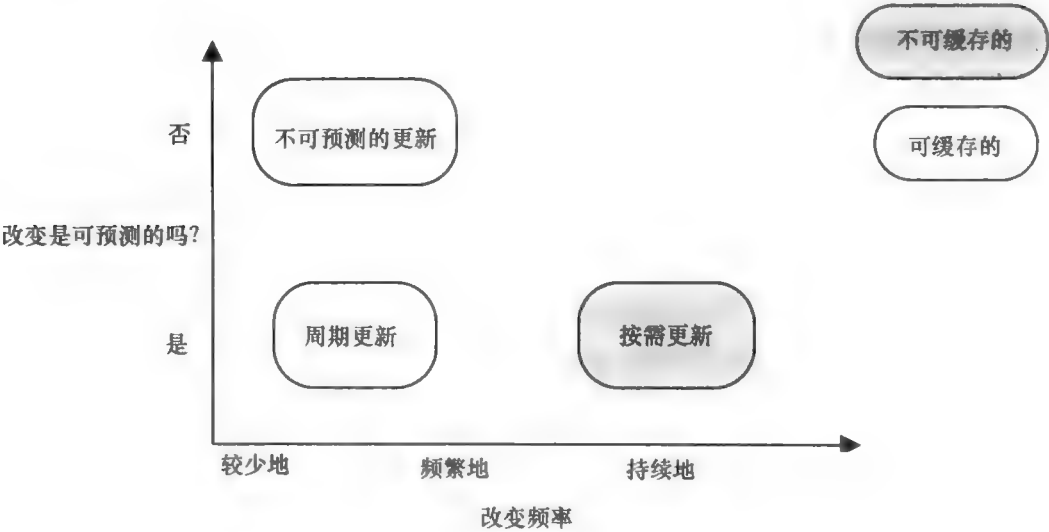 不可缓存的
可缓存的
否
不可预测的更新
改变是可预测的吗?
是
周期更新
按需更新
较少地
频繁地
持续地
改变频率